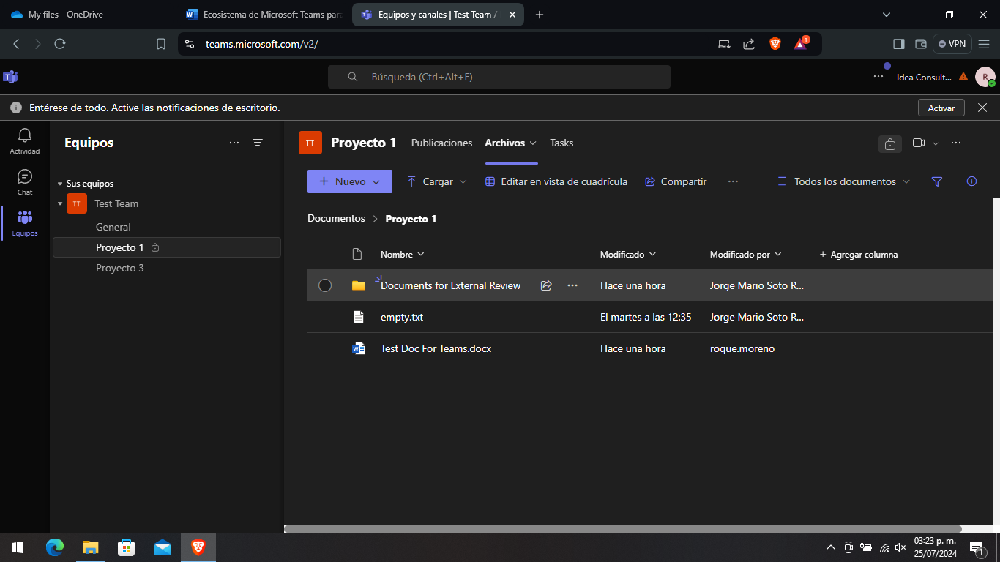 My files - OneDrive
Ecosistema de Microsoft Teams para
Equipos y canales | Test Team /
teams.microsoft.com/v2/
1
VPN
Búsqueda (Ctrl+Alt+E)
Idea Consult...
R
Entérese de todo. Active las notificaciones de escritorio.
Activar
Actividad
Chat
Equipos
Equipos
Sus equipos
TT
Test Team
General
Proyecto 1
Proyecto 3
TT
Proyecto 1
Publicaciones
Archivos
Tasks
Nuevo
Cargar
Editar en vista de cuadrícula
Compartir
Todos los documentos
Documentos > Proyecto 1
Nombre
Modificado
Modificado por
+ Agregar columna
Documents for External Review
Hace una hora
Jorge Mario Soto R...
empty.txt
El martes a las 12:35
Jorge Mario Soto R...
Test Doc For Teams.docx
Hace una hora
roque.moreno
03:23 p. m.
25/07/2024
1